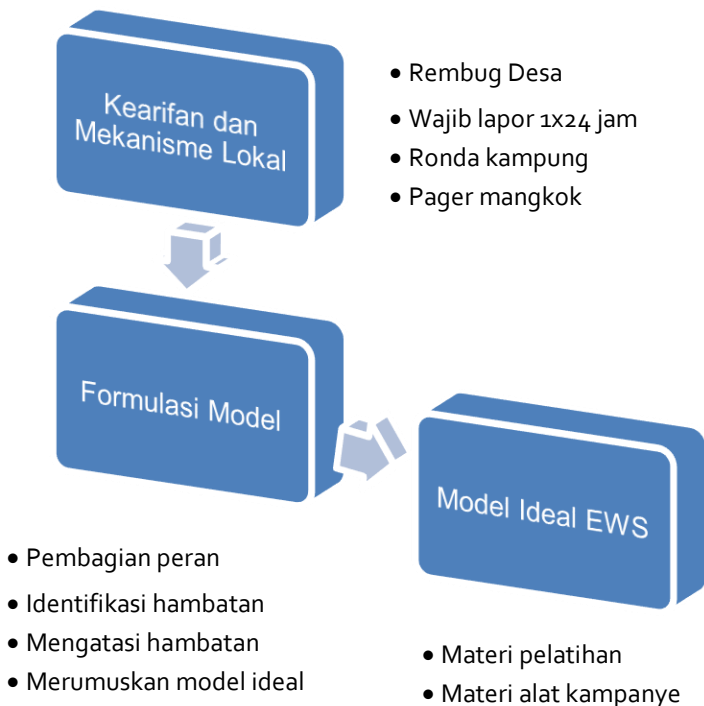 Kearifan dan
Mekanisme Lokal
• Rembug Desa
• Wajib lapor 1x24 jam
• Ronda kampung
• Pager mangkok
Formulasi Model
• Pembagian peran
• Identifikasi hambatan
• Mengatasi hambatan
• Merumuskan model ideal
Model Ideal EWS
• Materi pelatihan
• Materi alat kampanye